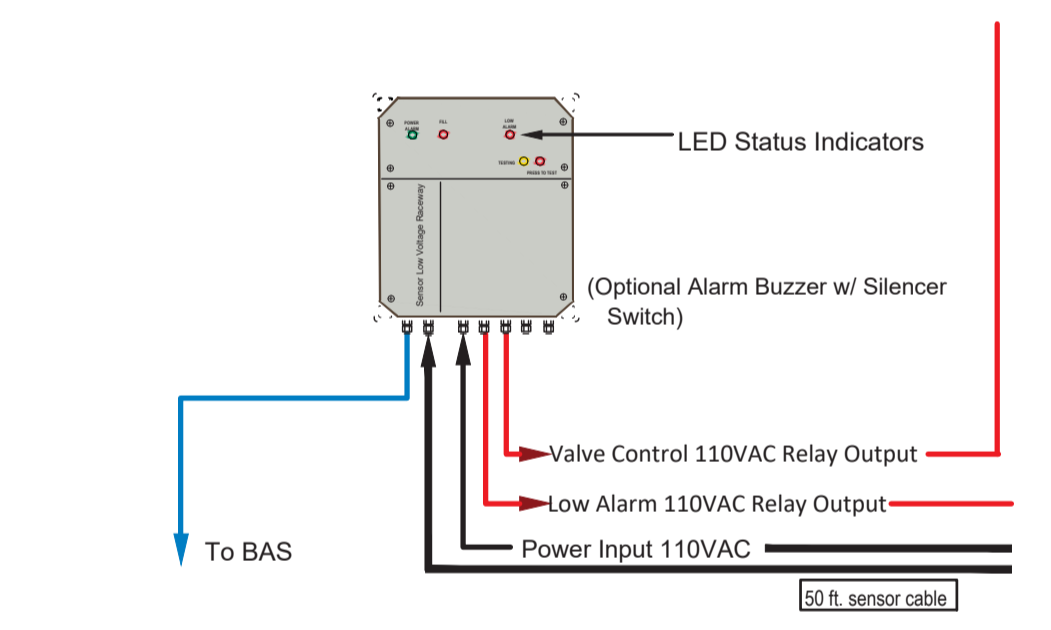 POWER
ALARM
FILL
LOW
ALARM
LED Status Indicators
TESTING
PRESS TO TEST
Sensor Low Voltage Raceway
(Optional Alarm Buzzer w/ Silencer
Switch)
Valve Control 110VAC Relay Output
Low Alarm 110VAC Relay Output
To BAS
Power Input 110VAC
50 ft. sensor cable